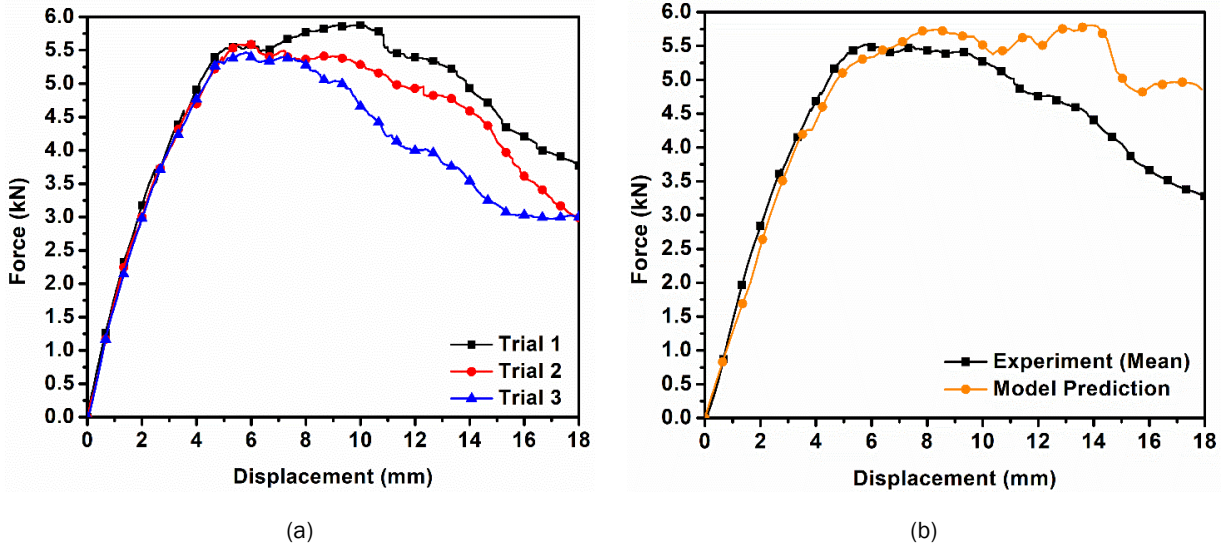 6.0
5.5
5.0
4.5
4.0
3.5
3.0
2.5
2.0
1.5
1.0
0.5
0.0
Force (kN)
Trial 1
Trial 2
Trial 3
0 2 4 6 8 10 12 14 16 18
Displacement (mm)
(a)
6.0
5.5
5.0
4.5
4.0
3.5
3.0
2.5
2.0
1.5
1.0
0.5
0.0
Force (kN)
Experiment (Mean)
Model Prediction
0 2 4 6 8 10 12 14 16 18
Displacement (mm)
(b)